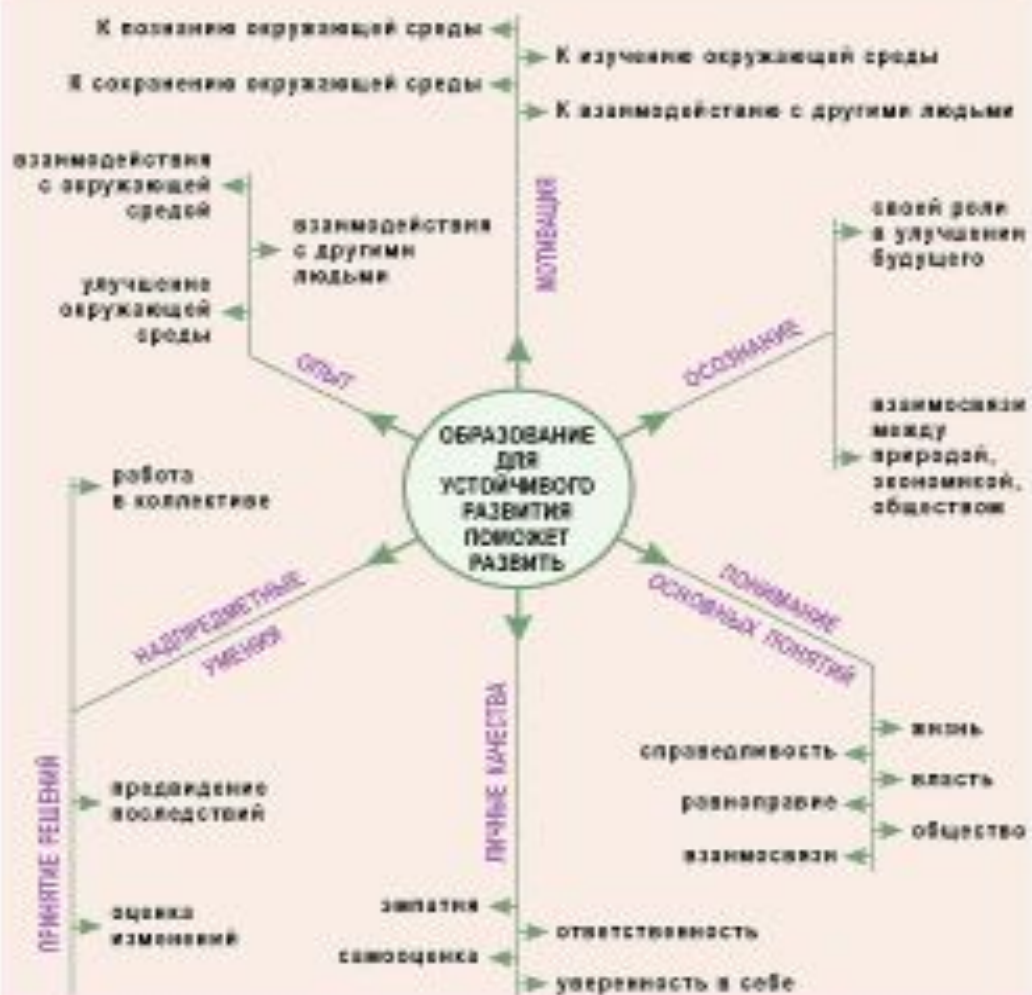 К познанию окружающей среды
К изучению окружающей среды
К сохранению окружающей среды
К взаимодействию с другими людьми
МОТИВАЦИЯ
взаимодействия
с окружающей
средой
взаимодействия
с другими
людьми
улучшение
окружающей
среды
ОПЫТ
своей роли
в улучшении
будущего
ОСОЗНАНИЕ
взаимосвязи
между
природой,
экономикой,
обществом
ОБРАЗОВАНИЕ
ДЛЯ
УСТОЙЧИВОГО
РАЗВИТИЯ
ПОМОЖЕТ
РАЗВИТЬ
работа
в коллективе
НАДПРЕДМЕТНЫЕ
УМЕНИЯ
ПРИНЯТИЕ РЕШЕНИЙ
предвидение
последствий
оценка
изменений
ЛИЧНЫЕ КАЧЕСТВА
эмпатия
ответственность
самооценка
уверенность в себе
ПОНИМАНИЕ
ОСНОВНЫХ ПОНЯТИЙ
жизнь
справедливость
власть
равноправие
общество
взаимосвязи